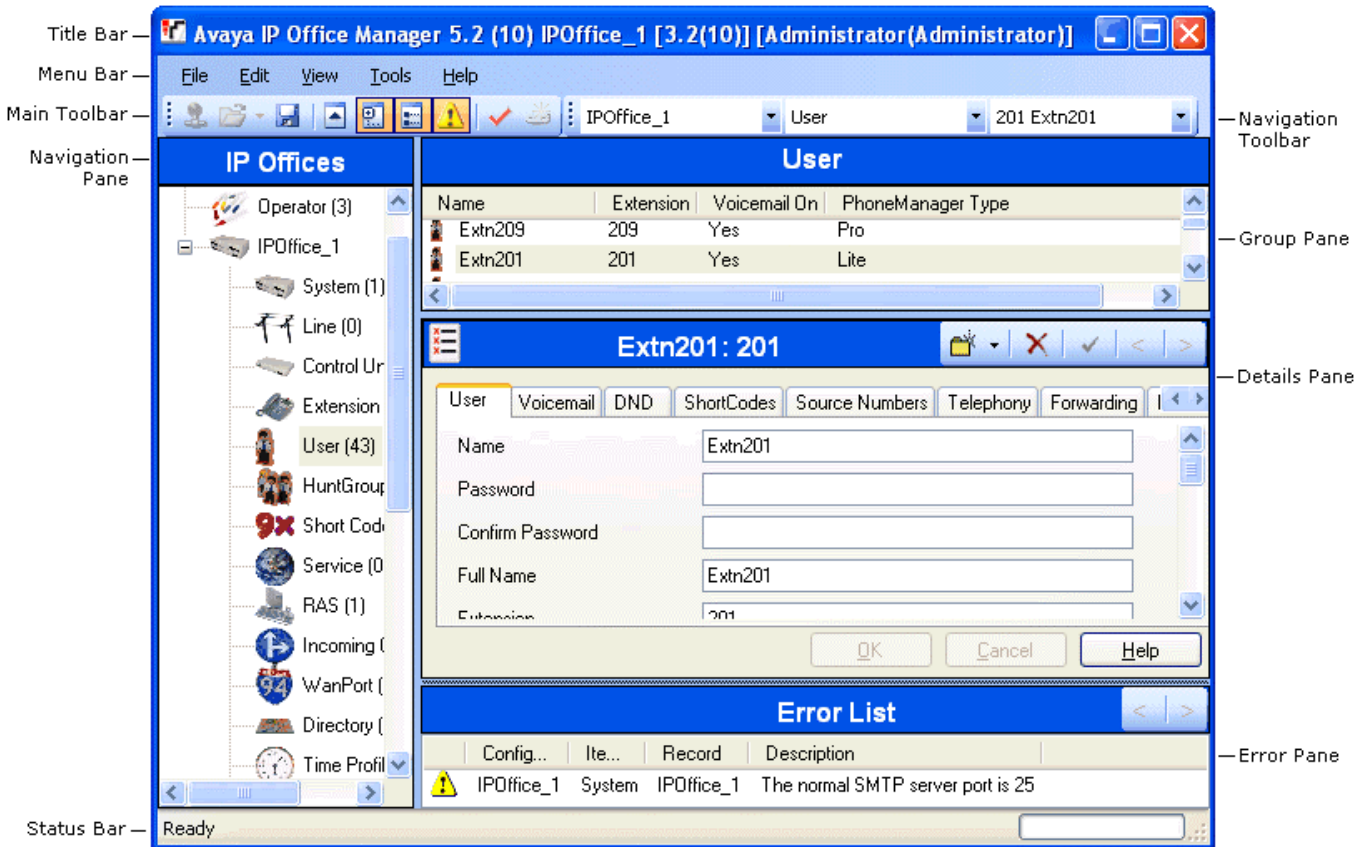 Title Bar
Avaya IP Office Manager 5.2 (10) IPOffice_1 [3.2(10)] [Administrator(Administrator)]
Menu Bar
File Edit View Tools Help
Main Toolbar
IPOffice_1 User 201 Extn201
Navigation Toolbar
Navigation Pane
IP Offices
Operator (3)
IPOffice_1
System (1)
Line (0)
Control Un
Extension
User (43)
HuntGroup
9x Short Code
Service (0
RAS (1)
Incoming (
94 WanPort (
Directory (
Time Profil
User
Name Extension Voicemail On PhoneManager Type
Extn209 209 Yes Pro
Extn201 201 Yes Lite
Group Pane
Extn201: 201
Details Pane
User Voicemail DND ShortCodes Source Numbers Telephony Forwarding
Name Extn201
Password
Confirm Password
Full Name Extn201
Extension 201
OK Cancel Help
Error List
Config... Ite... Record Description
IPOffice_1 System IPOffice_1 The normal SMTP server port is 25
Error Pane
Status Bar
Ready